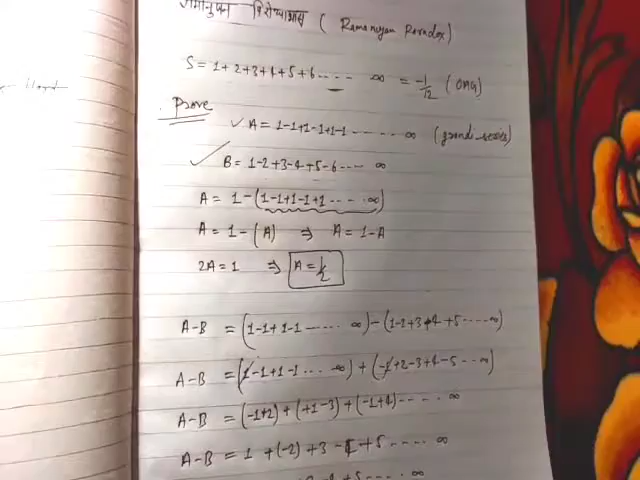 रामानुजन विरोधाभास ( Ramanujan Paradox)
S = 1+2+3+4+5+6 ..... ∞ = -1/12 (OMG)
Prove
✓ A = 1-1+1-1+1-1 ------ ∞ (grandi series)
✓ B = 1-2+3-4+5-6---- ∞
A = 1-(1-1+1-1+1 --- .∞)
A = 1-(A) ⇒ A = 1-A
2A = 1 ⇒ A = 1/2
A-B = (1-1+1-1 ------ ∞) - (1-2+3-4+5 ---- ∞)
A-B = (1-1+1-1 ... ∞) + (-1+2-3+4-5 --- ∞)
A-B = (-1+2) + (+1-3) + (-1+4) ---- ∞
A-B = 1 + (-2) + 3 - 4 + 5 .... ∞